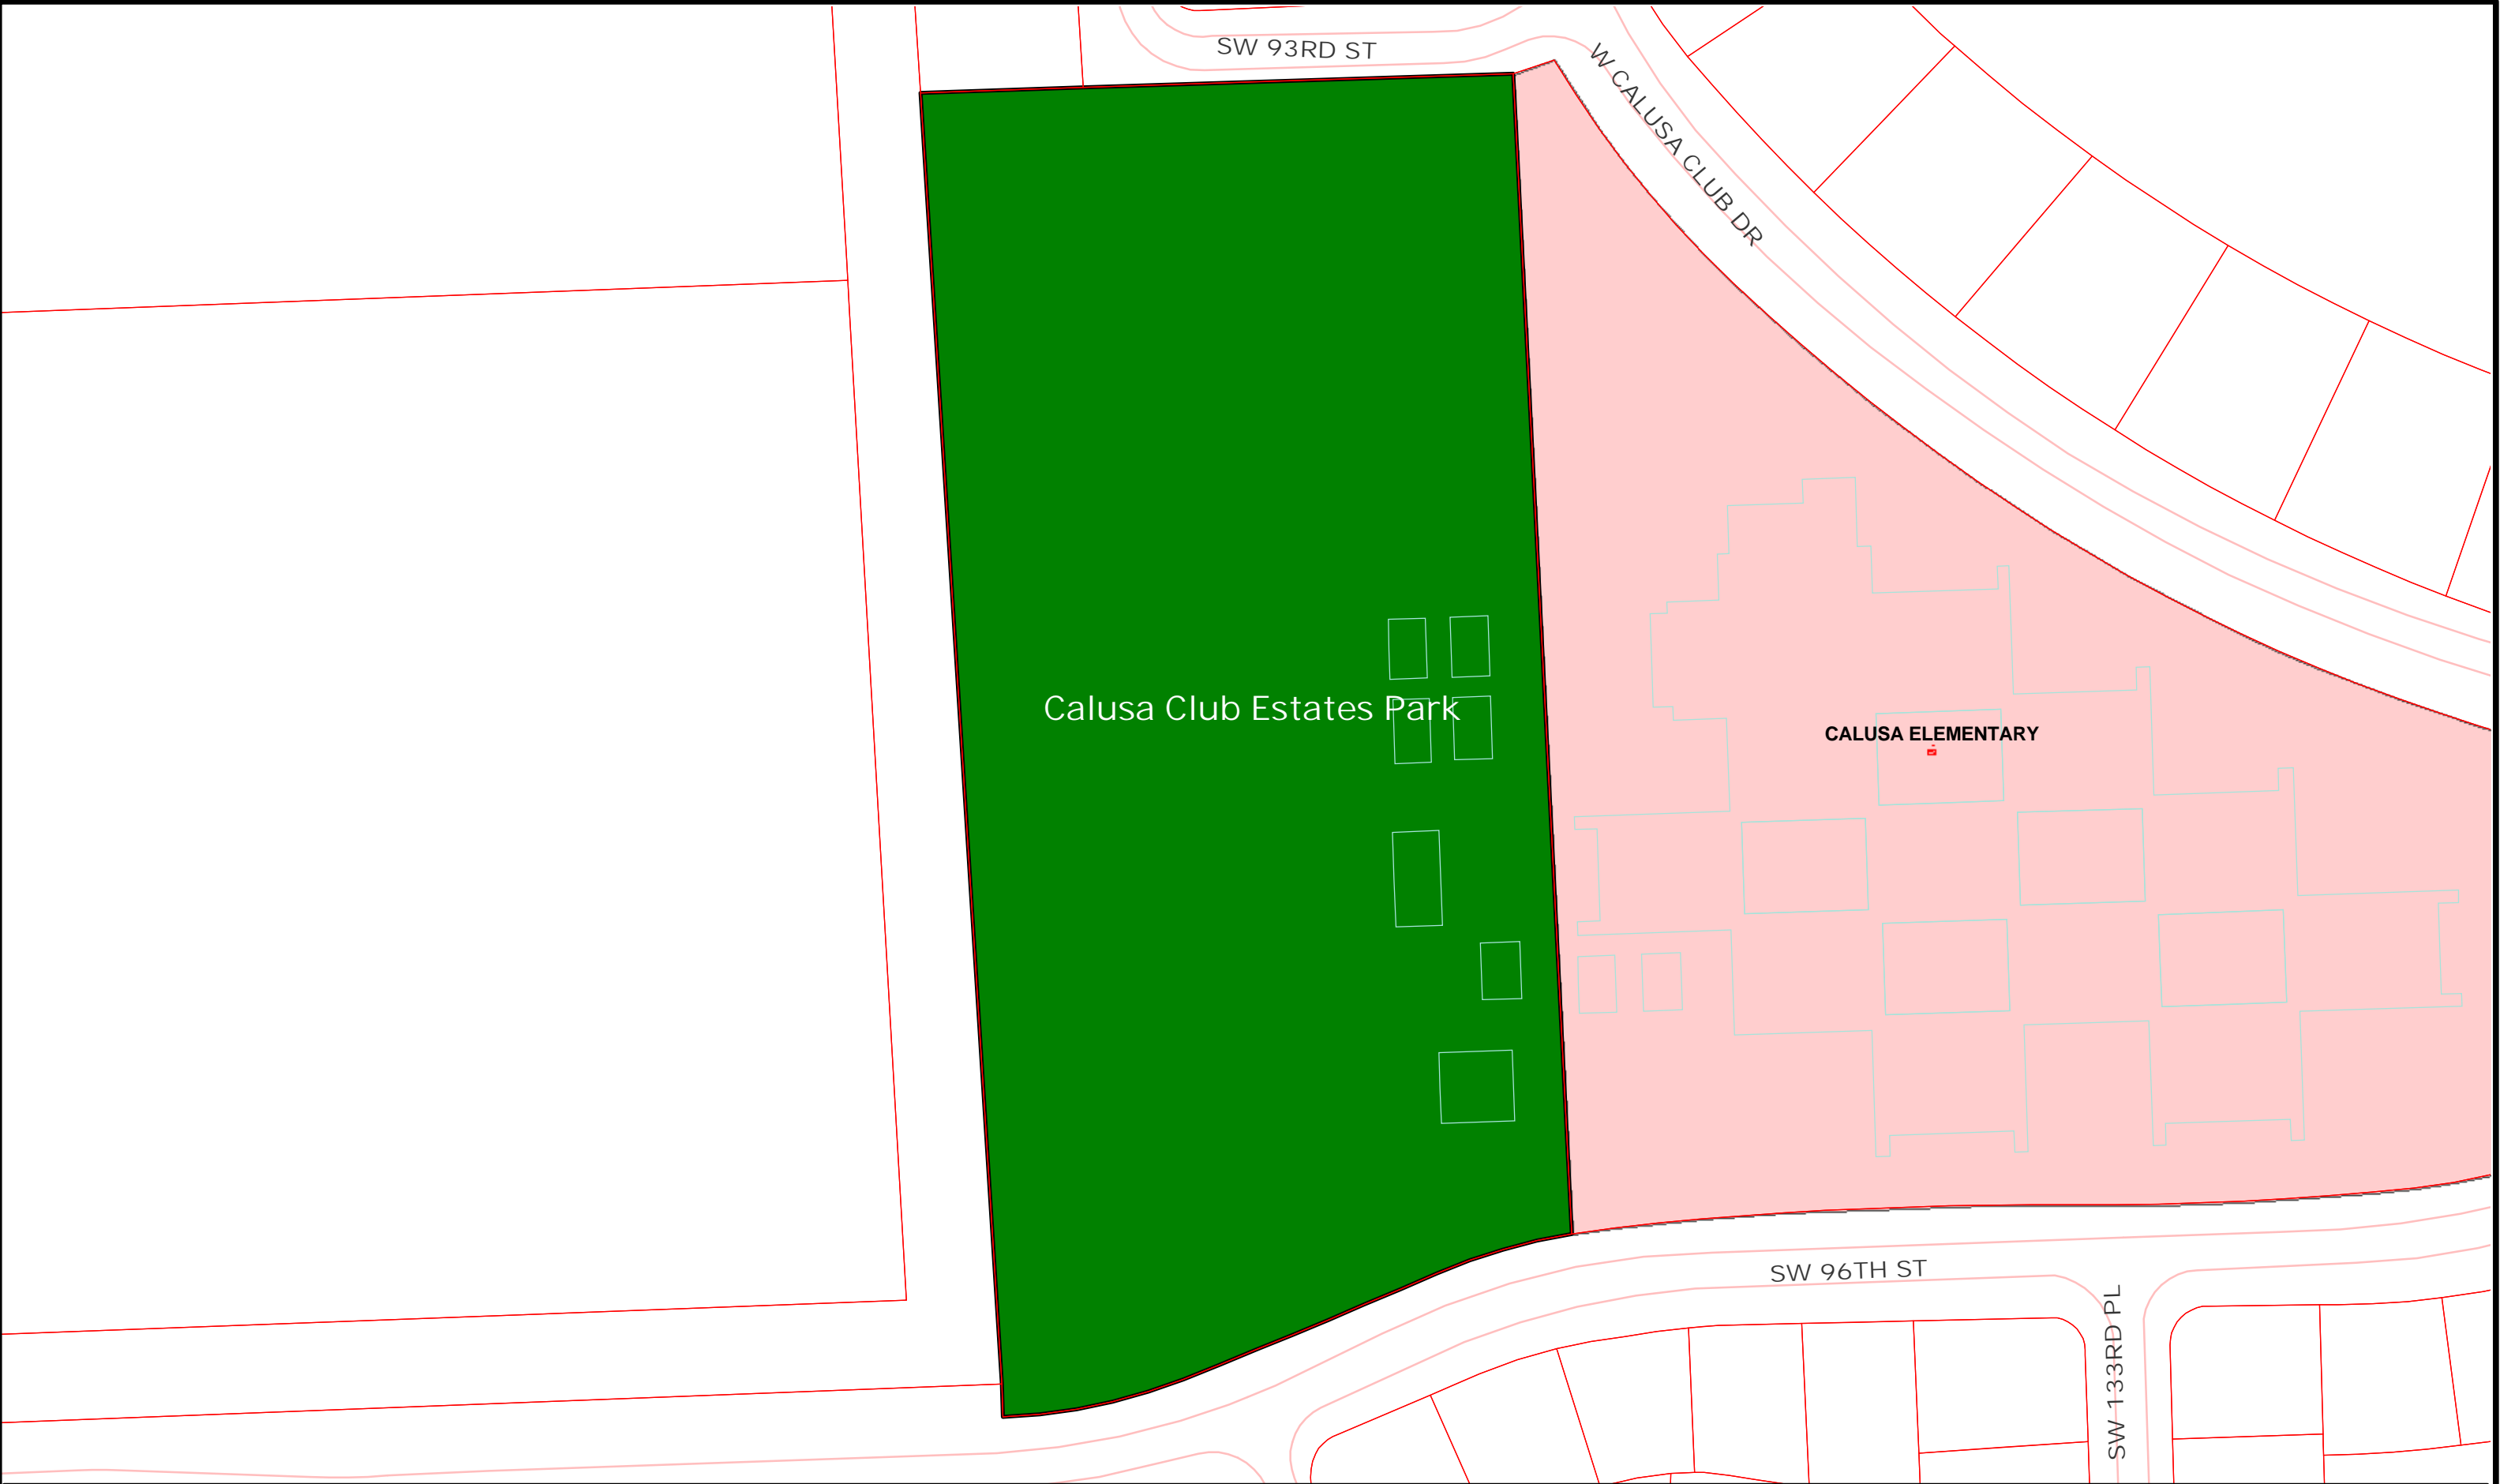 SW 93RD ST
W CALUSA CLUB DR
Calusa Club Estates Park
CALUSA ELEMENTARY
SW 96TH ST
SW 133RD PL